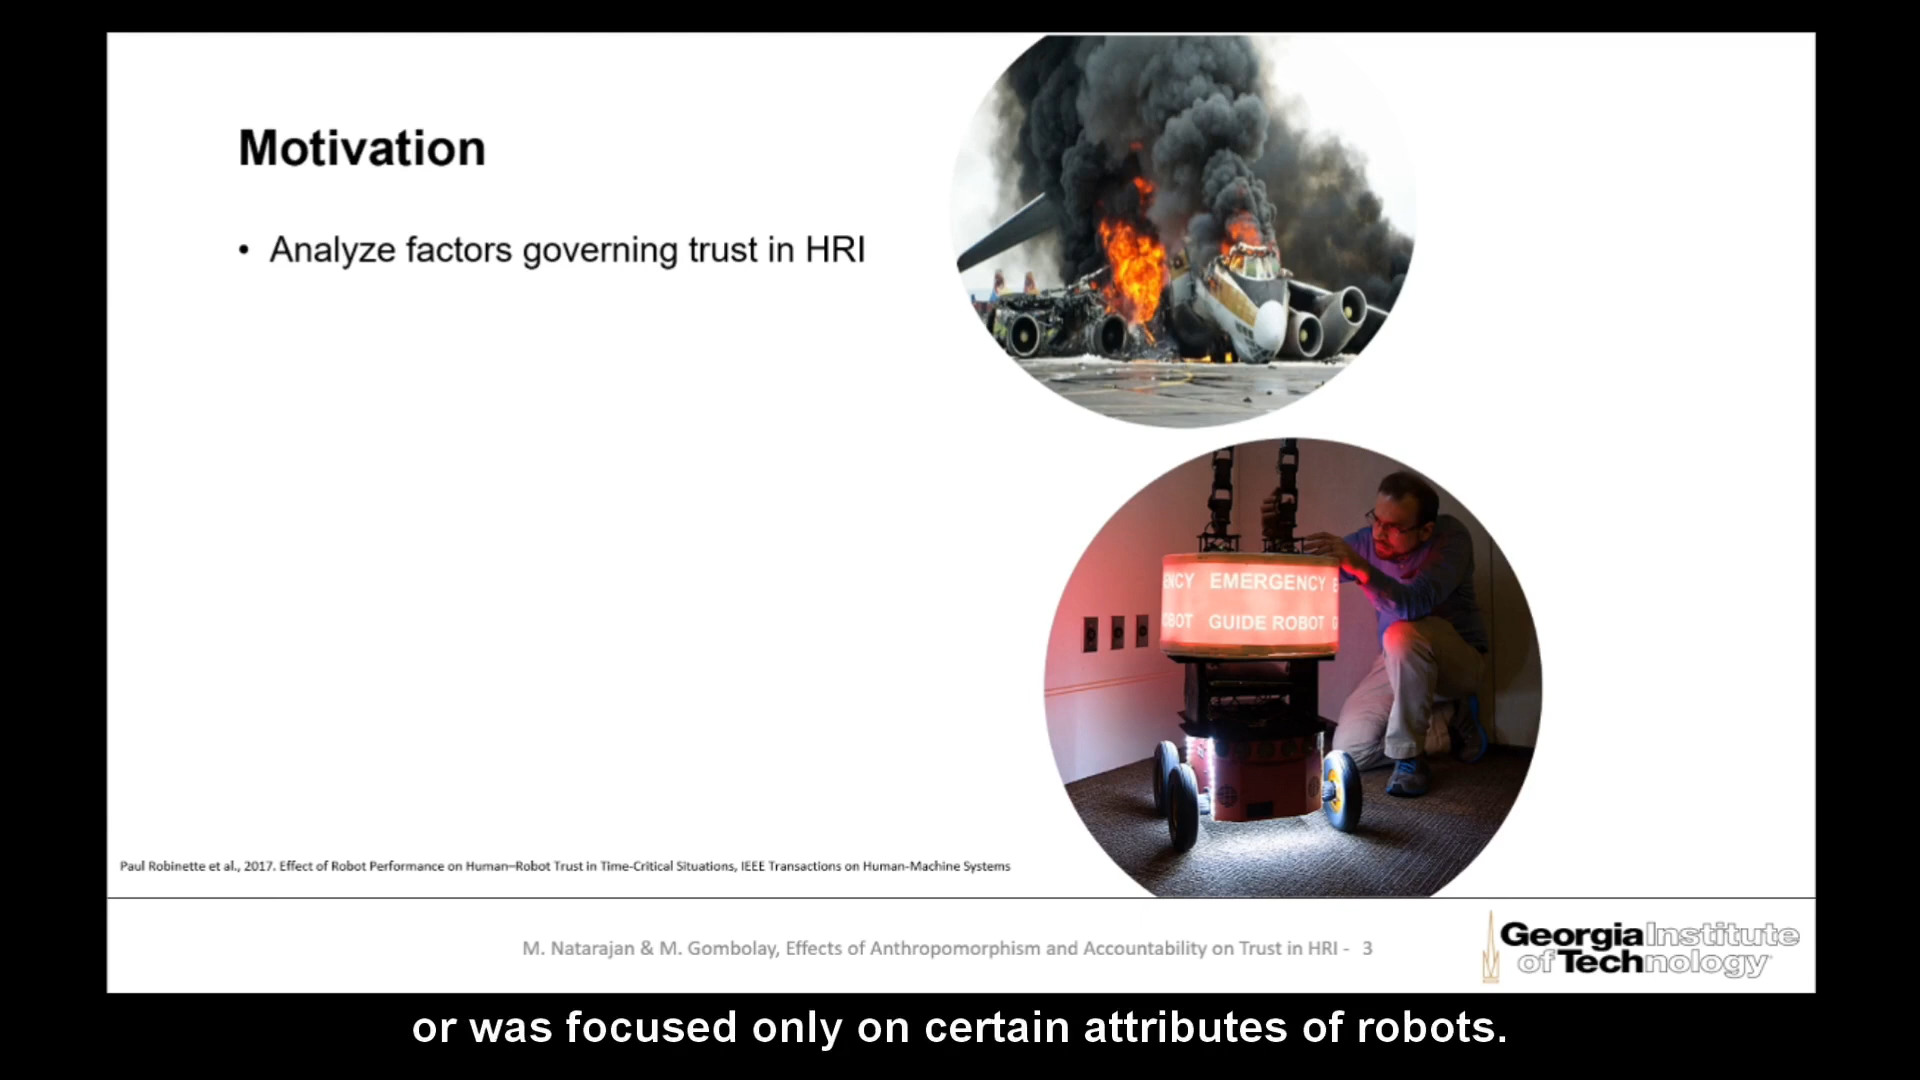 Motivation
• Analyze factors governing trust in HRI
ENCY EMERGENCY E
OBOT GUIDE ROBOT G
Paul Robinette et al., 2017. Effect of Robot Performance on Human–Robot Trust in Time-Critical Situations, IEEE Transactions on Human-Machine Systems
M. Natarajan & M. Gombolay, Effects of Anthropomorphism and Accountability on Trust in HRI - 3
Georgia Institute
of Technology
or was focused only on certain attributes of robots.